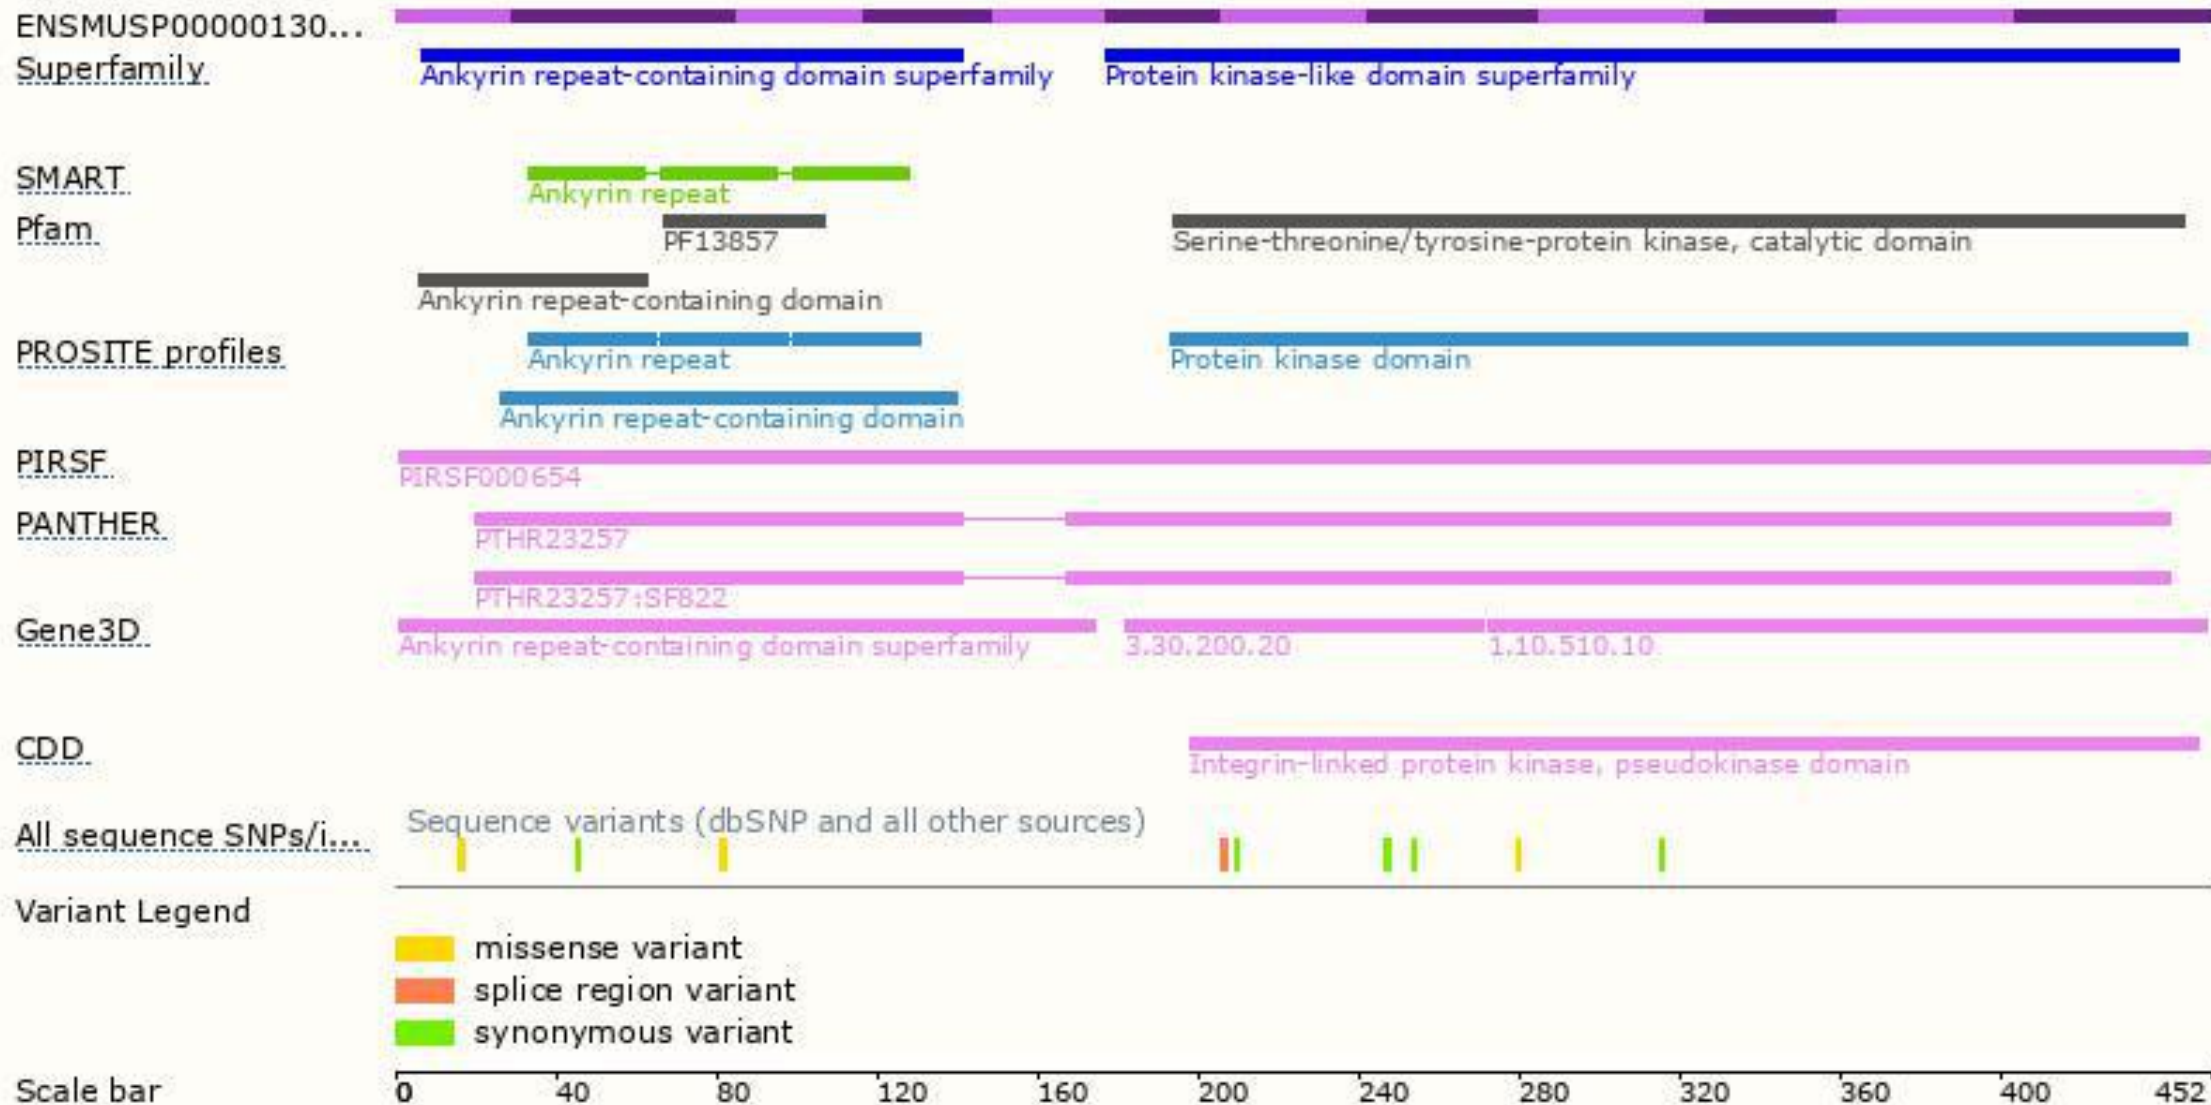 ENSMUSP00000130...
Superfamily
Ankyrin repeat-containing domain superfamily
Protein kinase-like domain superfamily
SMART
Ankyrin repeat
Pfam
PF13857
Serine-threonine/tyrosine-protein kinase, catalytic domain
Ankyrin repeat-containing domain
PROSITE profiles
Ankyrin repeat
Protein kinase domain
Ankyrin repeat-containing domain
PIRSF
PIRSF000654
PANTHER
PTHR23257
PTHR23257:SF822
Gene3D
Ankyrin repeat-containing domain superfamily
3.30.200.20
1.10.510.10
CDD
Integrin-linked protein kinase, pseudokinase domain
Sequence variants (dbSNP and all other sources)
All sequence SNPs/i...
Variant Legend
missense variant
splice region variant
synonymous variant
Scale bar
0 40 80 120 160 200 240 280 320 360 400 452